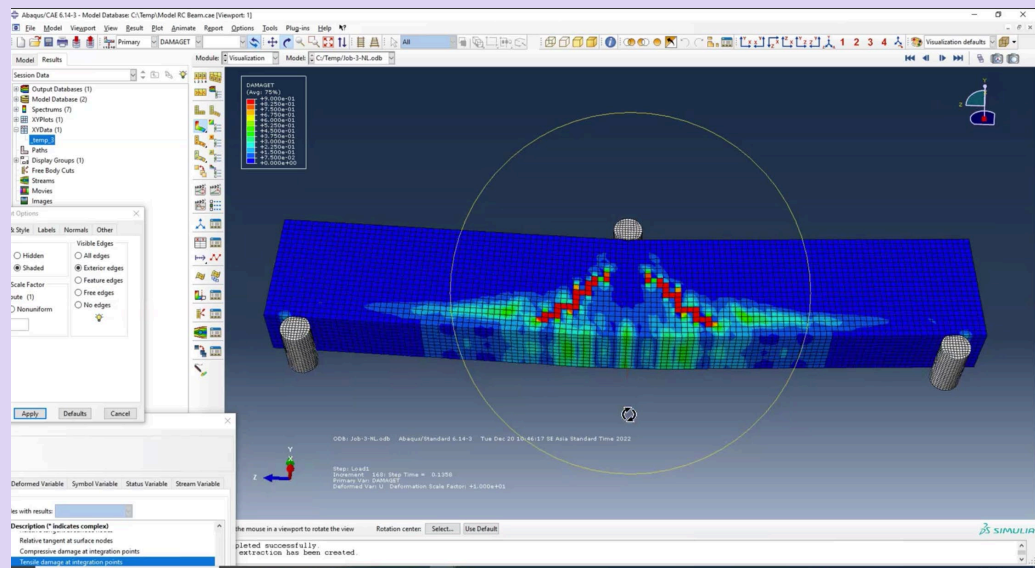 Abaqus/CAE 6.14-3 - Model Database: C:\Temp\Model RC Beam.cae [Viewport: 1]
File Model Viewport View Result Plot Animate Report Options Tools Plug-ins Help
Primary DAMAGET All Visualization defaults
1 2 3 4
Model Results Module: Visualization Model: C:/Temp/Job-3-NL.odb
Session Data
Output Databases (1)
Model Database (2)
Spectrums (7)
XYPlots (1)
XYData (1)
_temp_3
Paths
Display Groups (1)
Free Body Cuts
Streams
Movies
Images
DAMAGET
(Avg: 75%)
+9.000e-01
+8.250e-01
+7.500e-01
+6.750e-01
+6.000e-01
+5.250e-01
+4.500e-01
+3.750e-01
+3.000e-01
+2.250e-01
+1.500e-01
+7.500e-02
+0.000e+00
Y
Z
Options
& Style Labels Normals Other
Visible Edges
Hidden All edges
Shaded Exterior edges
Feature edges
Scale Factor Free edges
(1) No edges
Nonuniform
Apply Defaults Cancel
ODB: Job-3-NL.odb Abaqus/Standard 6.14-3 Tue Dec 20 10:46:17 SE Asia Standard Time 2022
Y
Z
Step: Load1
Increment 169: Step Time = 0.1358
Primary Var: DAMAGET
Deformed Var: U Deformation Scale Factor: +1.000e+01
Deformed Variable Symbol Variable Status Variable Stream Variable
with results:
Description (* indicates complex)
Relative tangent at surface nodes
Compressive damage at integration points
Tensile damage at integration points
the mouse in a viewport to rotate the view Rotation center: Select... Use Default
SIMULIA
pleted successfully
extraction has been created